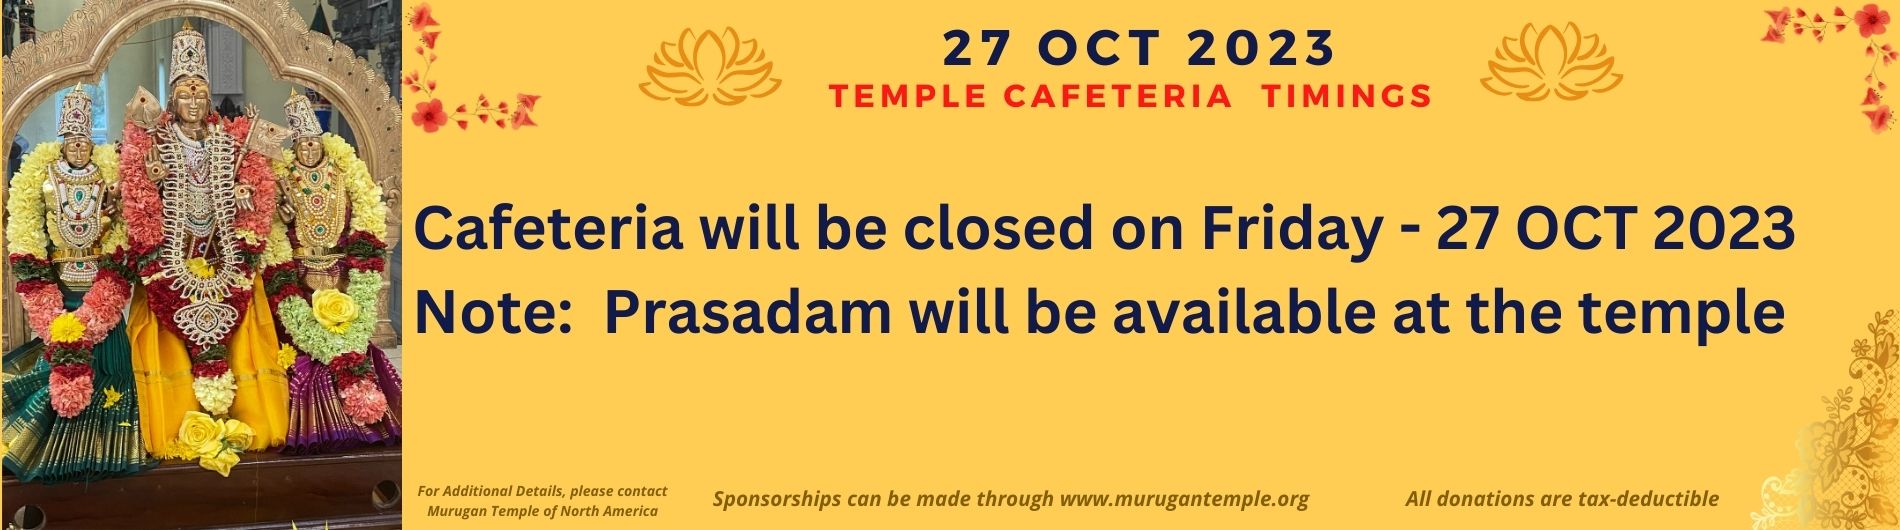 27 OCT 2023
TEMPLE CAFETERIA TIMINGS
Cafeteria will be closed on Friday - 27 OCT 2023
Note: Prasadam will be available at the temple
For Additional Details, please contact
Murugan Temple of North America
Sponsorships can be made through www.murugantemple.org
All donations are tax-deductible